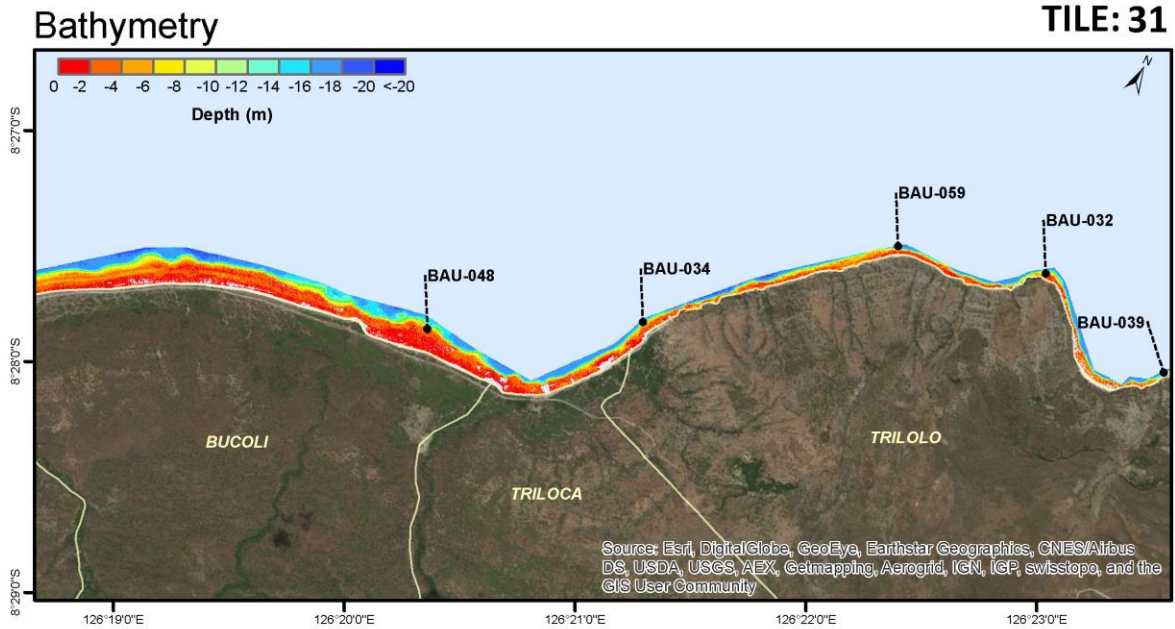 Bathymetry
TILE: 31
0 -2 -4 -6 -8 -10 -12 -14 -16 -18 -20 <-20
Depth (m)
N
8°27'0"S
8°28'0"S
8°29'0"S
BAU-048
BAU-034
BAU-059
BAU-032
BAU-039
BUCOLI
TRILOCA
TRILOLO
Source: Esri, DigitalGlobe, GeoEye, Earthstar Geographics, CNES/Airbus
DS, USDA, USGS, AEX, Getmapping, Aerogrid, IGN, IGP, swisstopo, and the
GIS User Community
126°19'0"E 126°20'0"E 126°21'0"E 126°22'0"E 126°23'0"E